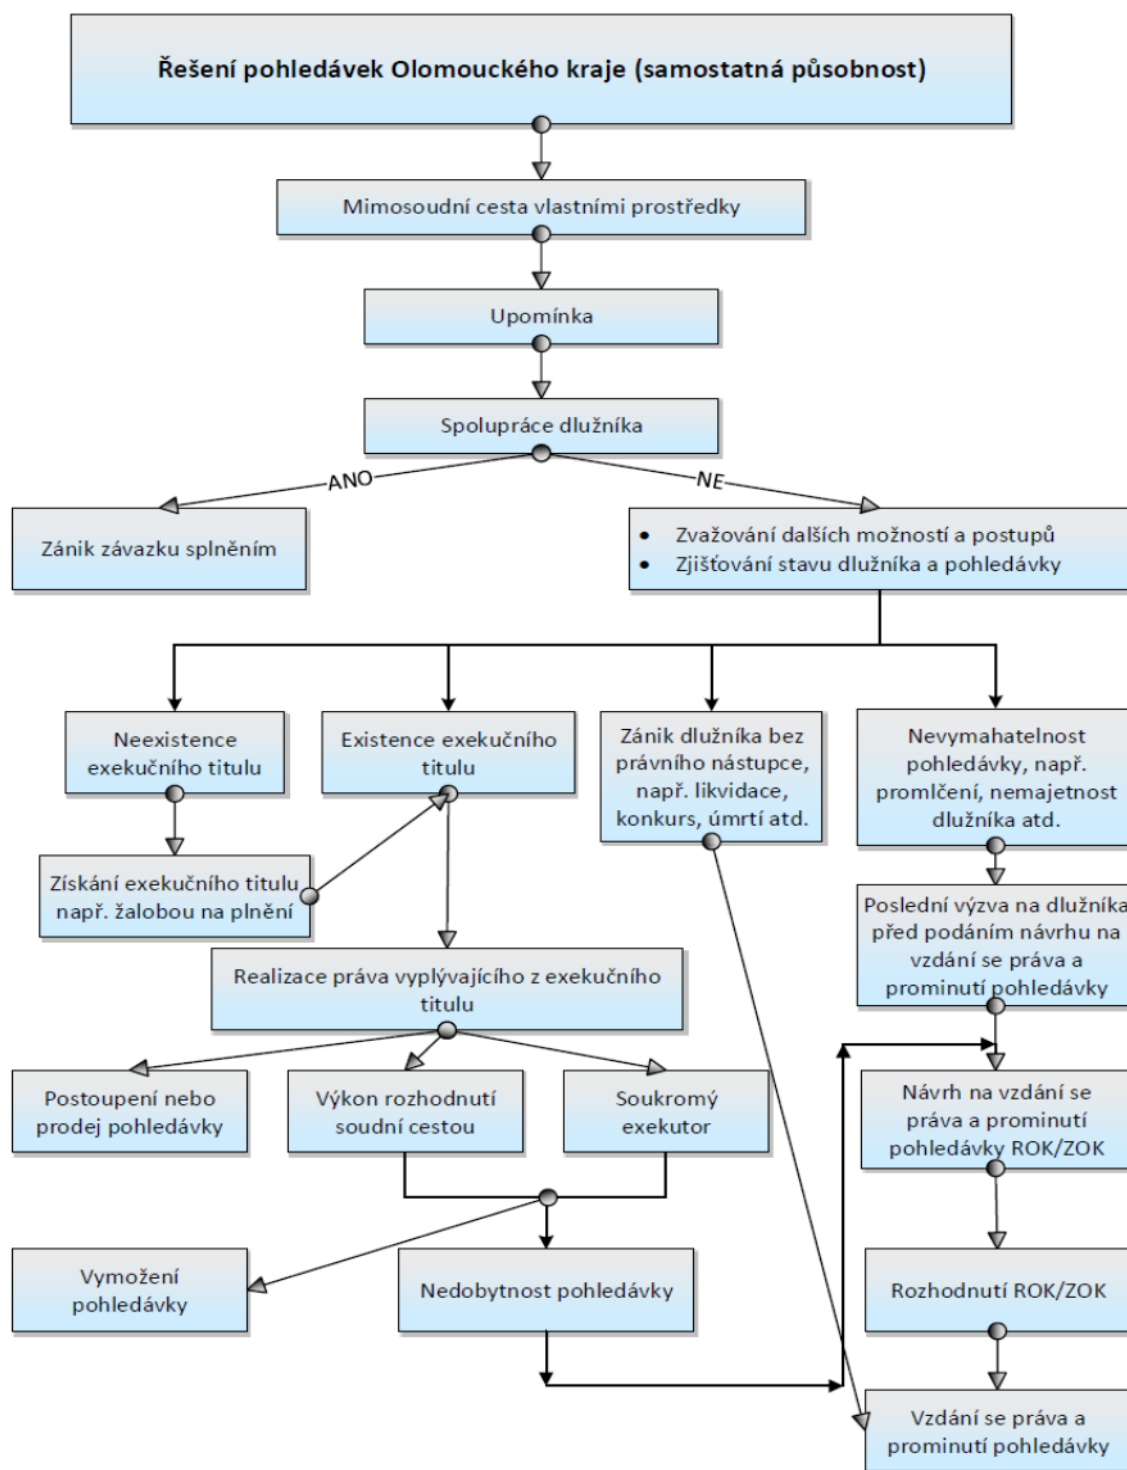 Řešení pohledávek Olomouckého kraje (samostatná působnost)
Mimosoudní cesta vlastními prostředky
Upomínka
Spolupráce dlužníka
ANO
NE
Zánik závazku splněním
• Zvažování dalších možností a postupů
• Zjišťování stavu dlužníka a pohledávky
Neexistence
exekučního titulu
Existence exekučního
titulu
Zánik dlužníka bez
právního nástupce,
např. likvidace,
konkurs, úmrtí atd.
Nevymahatelnost
pohledávky, např.
promlčení, nemajetnost
dlužníka atd.
Získání exekučního titulu
např. žalobou na plnění
Poslední výzva na dlužníka
před podáním návrhu na
vzdání se práva a
prominutí pohledávky
Realizace práva vyplývajícího z exekučního
titulu
Postoupení nebo
prodej pohledávky
Výkon rozhodnutí
soudní cestou
Soukromý
exekutor
Návrh na vzdání se
práva a prominutí
pohledávky ROK/ZOK
Vymožení
pohledávky
Nedobytnost pohledávky
Rozhodnutí ROK/ZOK
Vzdání se práva a
prominutí pohledávky